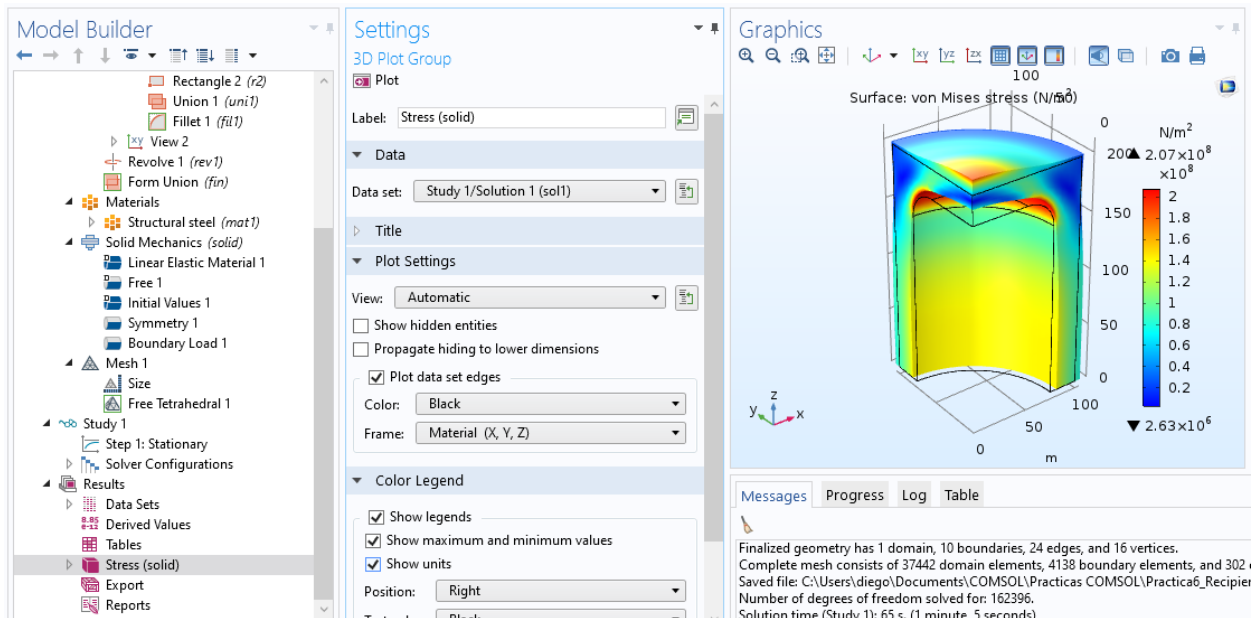 Model Builder
Rectangle 2 (r2)
Union 1 (uni1)
Fillet 1 (fil1)
xy View 2
Revolve 1 (rev1)
Form Union (fin)
Materials
Structural steel (mat1)
Solid Mechanics (solid)
Linear Elastic Material 1
Free 1
Initial Values 1
Symmetry 1
Boundary Load 1
Mesh 1
Size
Free Tetrahedral 1
Study 1
Step 1: Stationary
Solver Configurations
Results
Data Sets
8.85
e-12
Derived Values
Tables
Stress (solid)
Export
Reports
Settings
3D Plot Group
Plot
Label: Stress (solid)
Data
Data set: Study 1/Solution 1 (sol1)
Title
Plot Settings
View: Automatic
Show hidden entities
Propagate hiding to lower dimensions
Plot data set edges
Color: Black
Frame: Material (X, Y, Z)
Color Legend
Show legends
Show maximum and minimum values
Show units
Position: Right
Graphics
xy yz zx
100
Surface: von Mises stress (N/m²)
50
0
N/m²
200
▲ 2.07×10⁸
×10⁸
2
1.8
150
1.6
1.4
100
1.2
1
50
0.8
0.6
0
0.4
0.2
100
▼ 2.63×10⁶
50
0
m
z
y
x
Messages Progress Log Table
Finalized geometry has 1 domain, 10 boundaries, 24 edges, and 16 vertices.
Complete mesh consists of 37442 domain elements, 4138 boundary elements, and 302
Saved file: C:\Users\diego\Documents\COMSOL\Practicas COMSOL\Practica6_Recipien
Number of degrees of freedom solved for: 162396.
Solution time (Study 1): 65 s. (1 minute, 5 seconds)